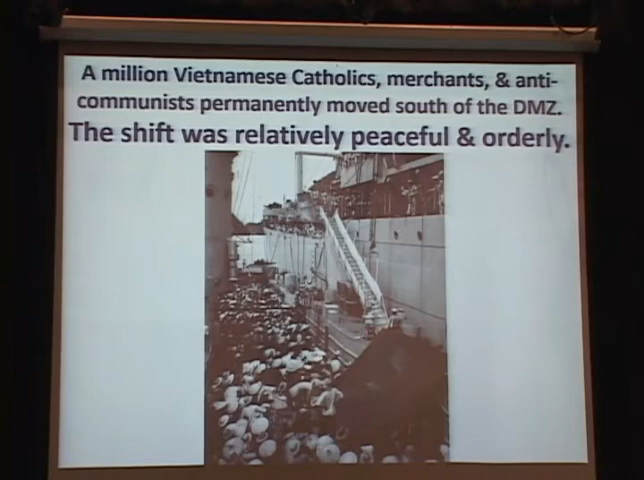 A million Vietnamese Catholics, merchants, & anti-
communists permanently moved south of the DMZ.
The shift was relatively peaceful & orderly.